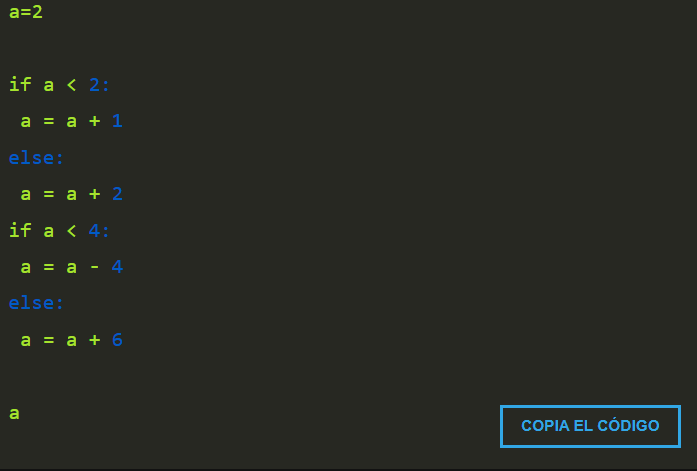 a=2
if a < 2:
 a = a + 1
else:
 a = a + 2
if a < 4:
 a = a - 4
else:
 a = a + 6
a
COPIA EL CÓDIGO